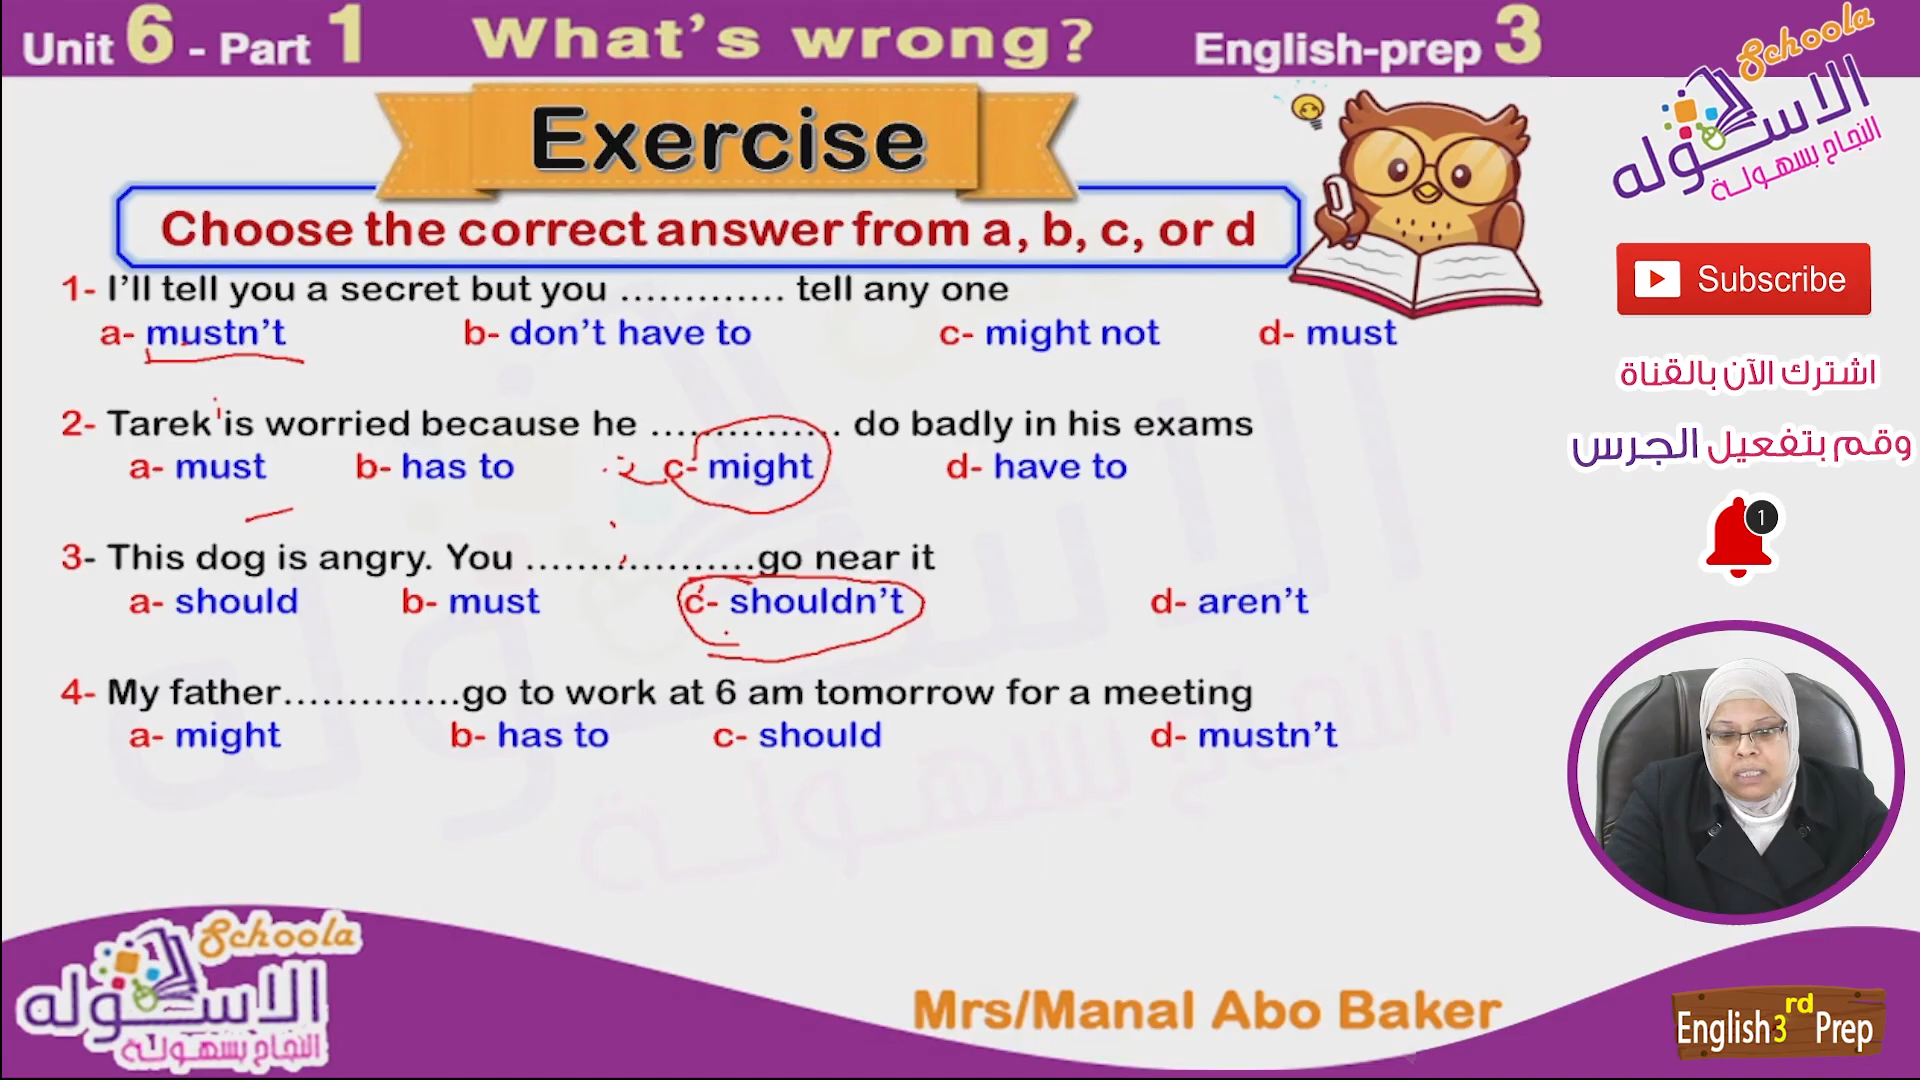 Unit 6 - Part 1 What's wrong? English-prep 3
Schoola
الاسكوله
النجاح بسهولة
Exercise
Choose the correct answer from a, b, c, or d
1- I'll tell you a secret but you ............. tell any one
a- mustn't b- don't have to c- might not d- must
2- Tarek is worried because he ............... do badly in his exams
a- must b- has to c- might d- have to
3- This dog is angry. You ..................go near it
a- should b- must c- shouldn't d- aren't
4- My father..............go to work at 6 am tomorrow for a meeting
a- might b- has to c- should d- mustn't
Subscribe
اشترك الآن بالقناة
وقم بتفعيل الجرس
1
Schoola
الاسكوله
النجاح بسهولة
Mrs/Manal Abo Baker
English 3rd Prep